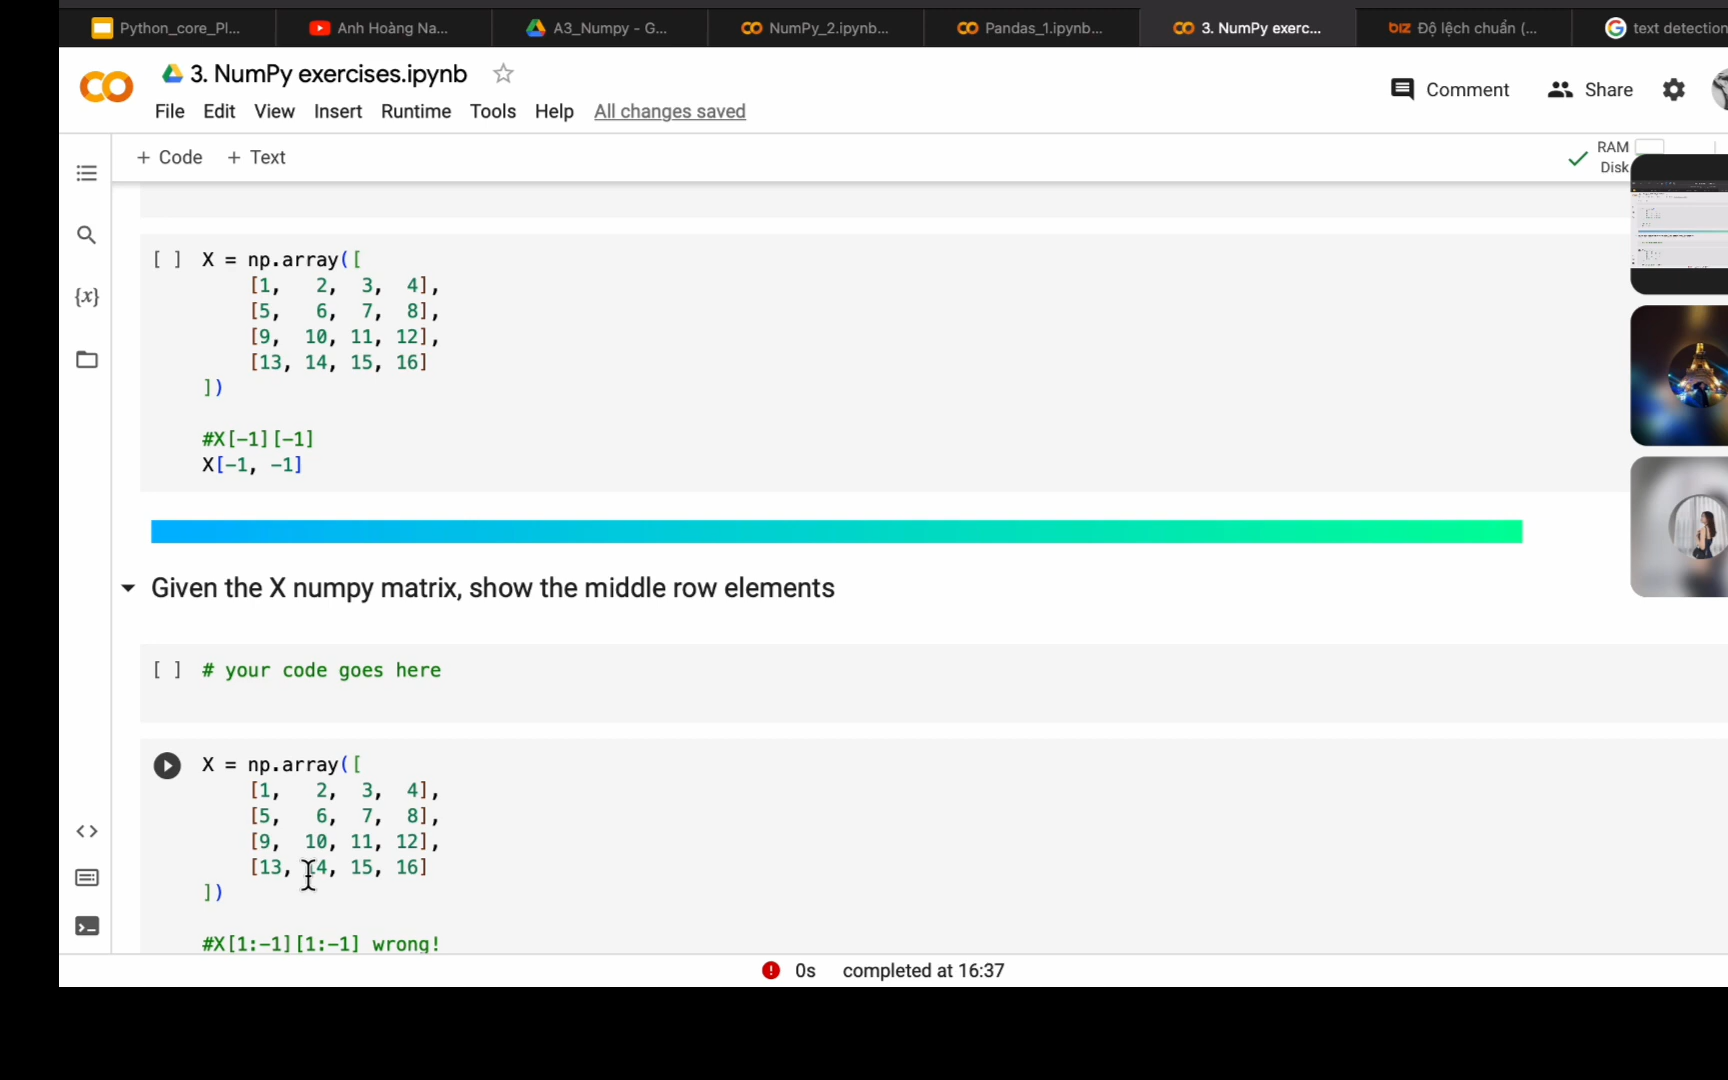 Python_core_Pl... Anh Hoàng Na... A3_Numpy - G... NumPy_2.ipynb... Pandas_1.ipynb... 3. NumPy exerc... biz Độ lệch chuẩn (... G text detection
3. NumPy exercises.ipynb
Comment Share
File Edit View Insert Runtime Tools Help All changes saved
+ Code + Text
RAM
Disk
{x}
[ ] X = np.array([
[1, 2, 3, 4],
[5, 6, 7, 8],
[9, 10, 11, 12],
[13, 14, 15, 16]
])
#X[-1][-1]
X[-1, -1]
Given the X numpy matrix, show the middle row elements
[ ] # your code goes here
X = np.array([
[1, 2, 3, 4],
[5, 6, 7, 8],
[9, 10, 11, 12],
[13, 14, 15, 16]
])
#X[1:-1][1:-1] wrong!
0s completed at 16:37